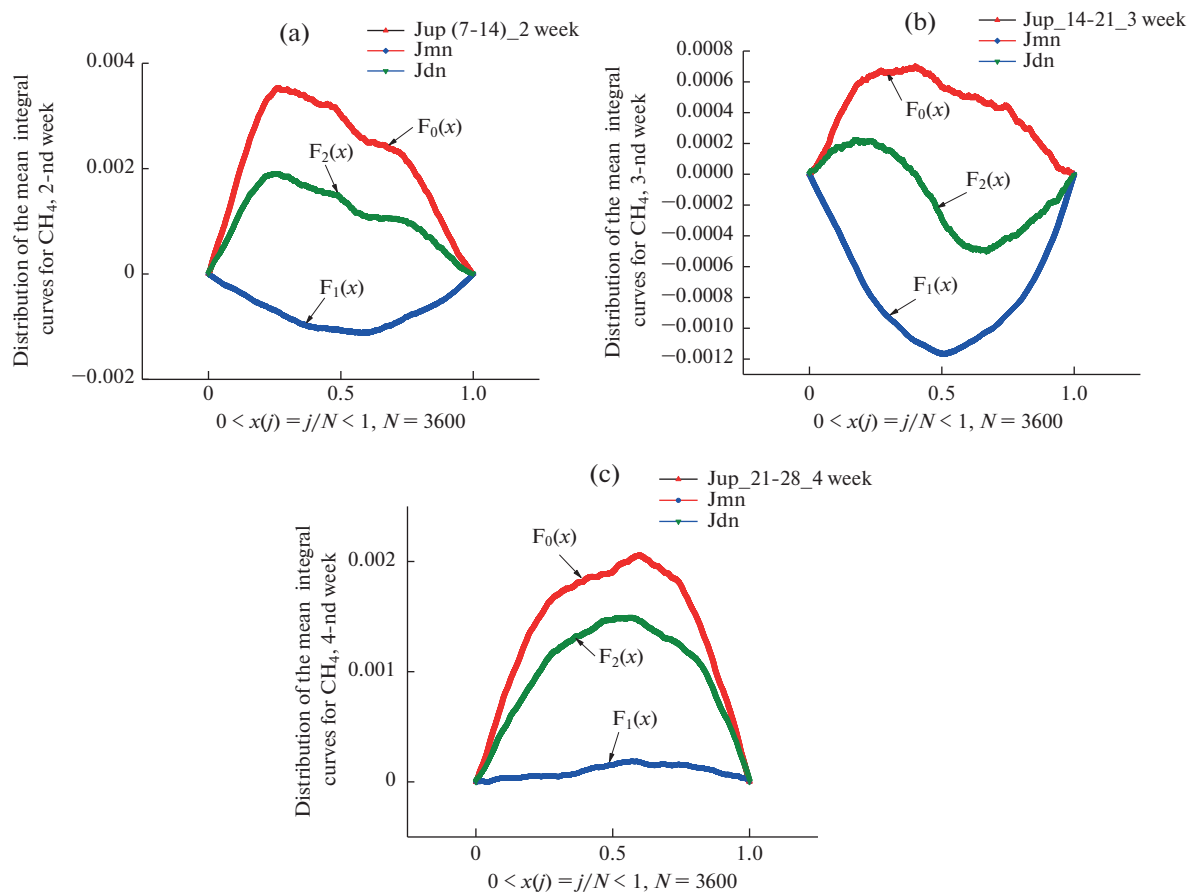 (a)
Jup (7-14)_2 week
Jmn
Jdn
Distribution of the mean integral
curves for CH₄, 2-nd week
0.004
0.002
0
−0.002
F₀(x)
F₂(x)
F₁(x)
0
0.5
1.0
0 < x(j) = j/N < 1, N = 3600
(b)
Jup_14-21_3 week
Jmn
Jdn
Distribution of the mean integral
curves for CH₄, 3-nd week
0.0008
0.0006
0.0004
0.0002
0.0000
−0.0002
−0.0004
−0.0006
−0.0008
−0.0010
−0.0012
F₀(x)
F₂(x)
F₁(x)
0
0.5
1.0
0 < x(j) = j/N < 1, N = 3600
(c)
Jup_21-28_4 week
Jmn
Jdn
Distribution of the mean integral
curves for CH₄, 4-nd week
0.002
0.001
0
F₀(x)
F₂(x)
F₁(x)
0
0.5
1.0
0 < x(j) = j/N < 1, N = 3600